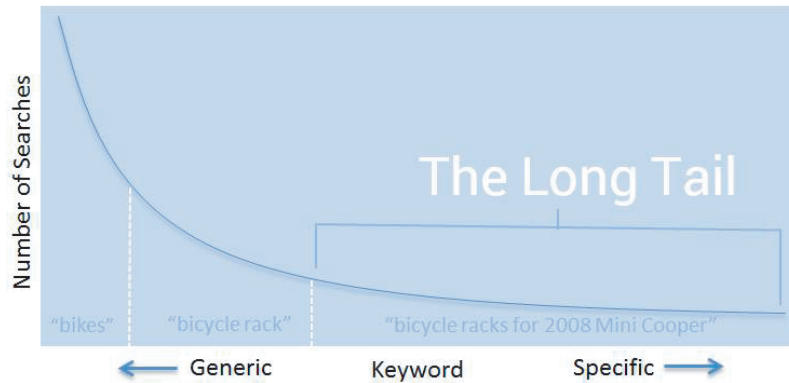 Number of Searches
The Long Tail
“bikes”
“bicycle rack”
“bicycle racks for 2008 Mini Cooper”
Generic
Keyword
Specific